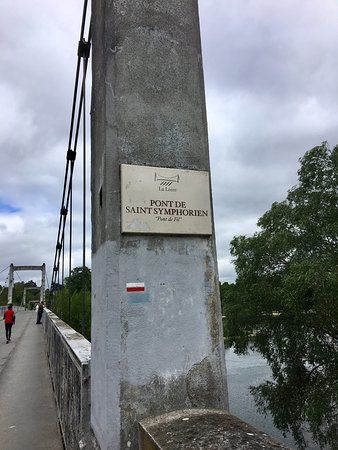 La Loire
PONT DE
SAINT SYMPHORIEN
"Pont de Fil"